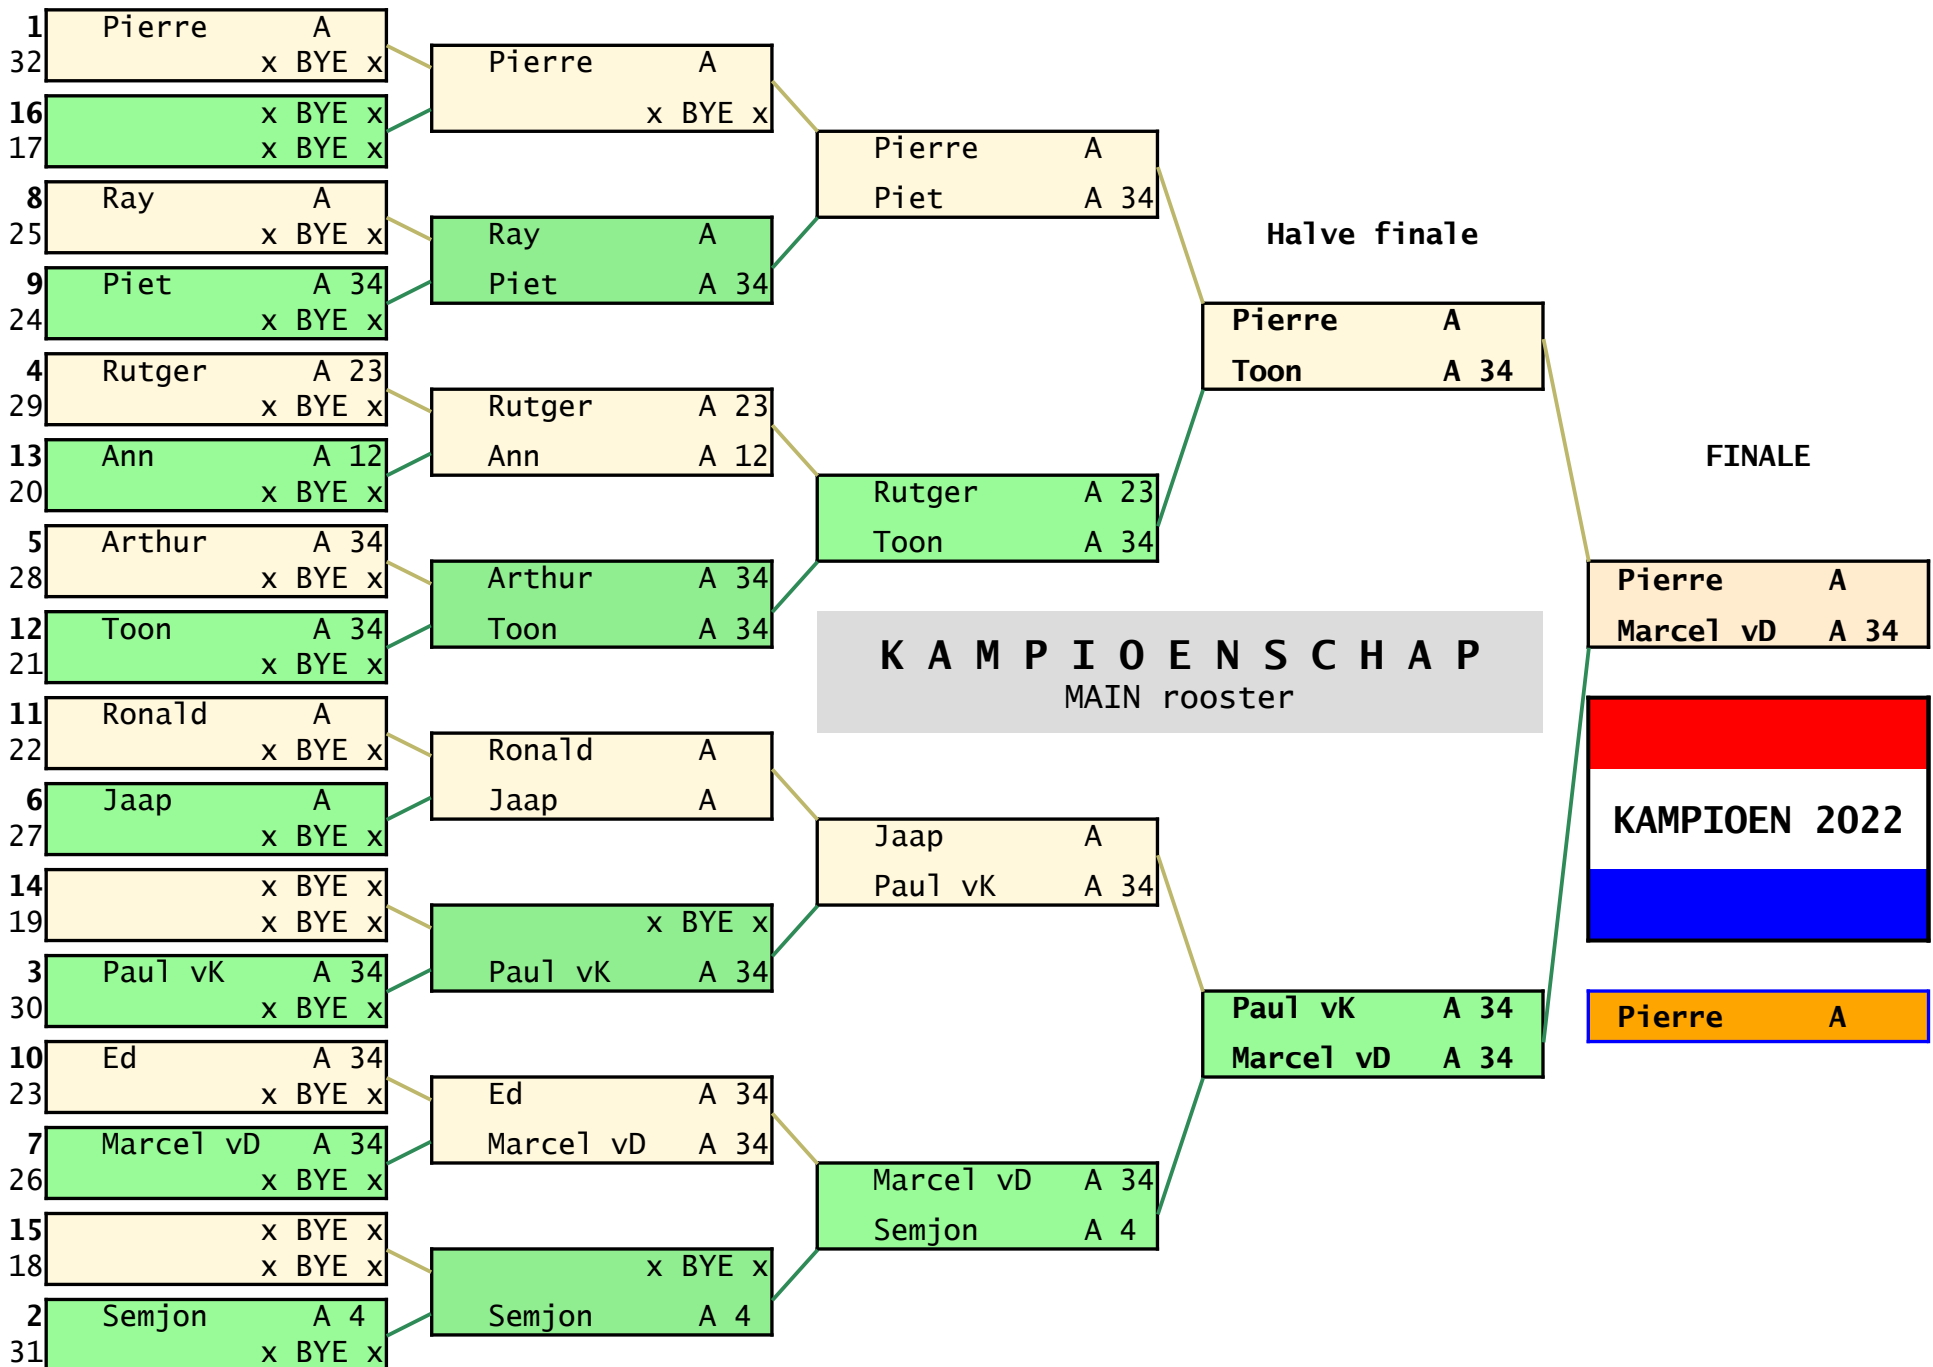 1 Pierre A
32 x BYE x
16 x BYE x
17 x BYE x
8 Ray A
25 x BYE x
9 Piet A 34
24 x BYE x
4 Rutger A 23
29 x BYE x
13 Ann A 12
20 x BYE x
5 Arthur A 34
28 x BYE x
12 Toon A 34
21 x BYE x
11 Ronald A
22 x BYE x
6 Jaap A
27 x BYE x
14 x BYE x
19 x BYE x
3 Paul vK A 34
30 x BYE x
10 Ed A 34
23 x BYE x
7 Marcel vD A 34
26 x BYE x
15 x BYE x
18 x BYE x
2 Semjon A 4
31 x BYE x
Pierre A
x BYE x
Ray A
Piet A 34
Rutger A 23
Ann A 12
Arthur A 34
Toon A 34
Ronald A
Jaap A
x BYE x
Paul vK A 34
Ed A 34
Marcel vD A 34
x BYE x
Semjon A 4
Pierre A
Piet A 34
Rutger A 23
Toon A 34
KAMPIOENSCHAP
MAIN rooster
Jaap A
Paul vK A 34
Marcel vD A 34
Semjon A 4
Halve finale
Pierre A
Toon A 34
Paul vK A 34
Marcel vD A 34
FINALE
Pierre A
Marcel vD A 34
KAMPIOEN 2022
Pierre A